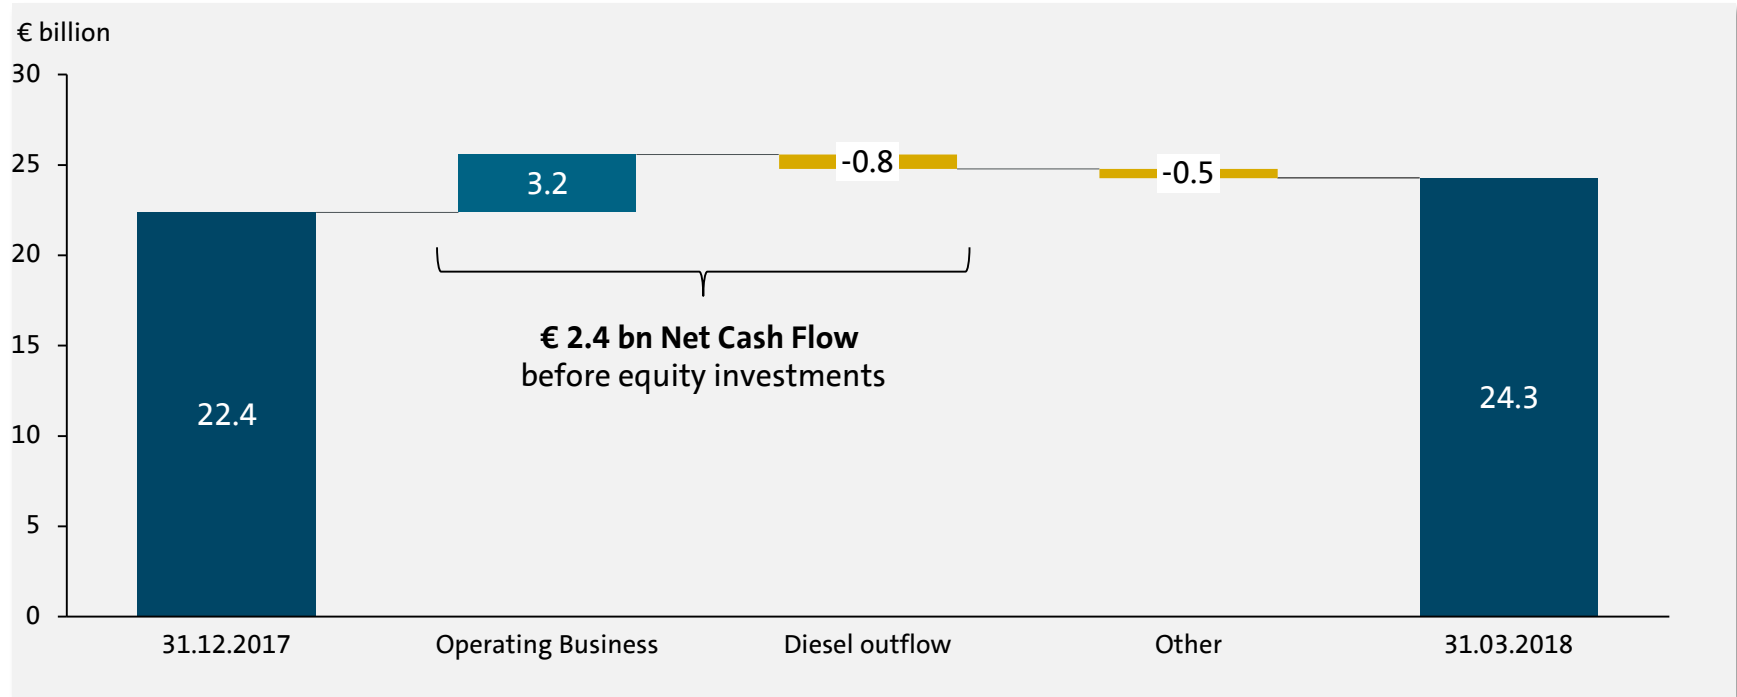 € billion
30
25
20
15
10
5
0
22.4
3.2
-0.8
-0.5
24.3
€ 2.4 bn Net Cash Flow
before equity investments
31.12.2017
Operating Business
Diesel outflow
Other
31.03.2018